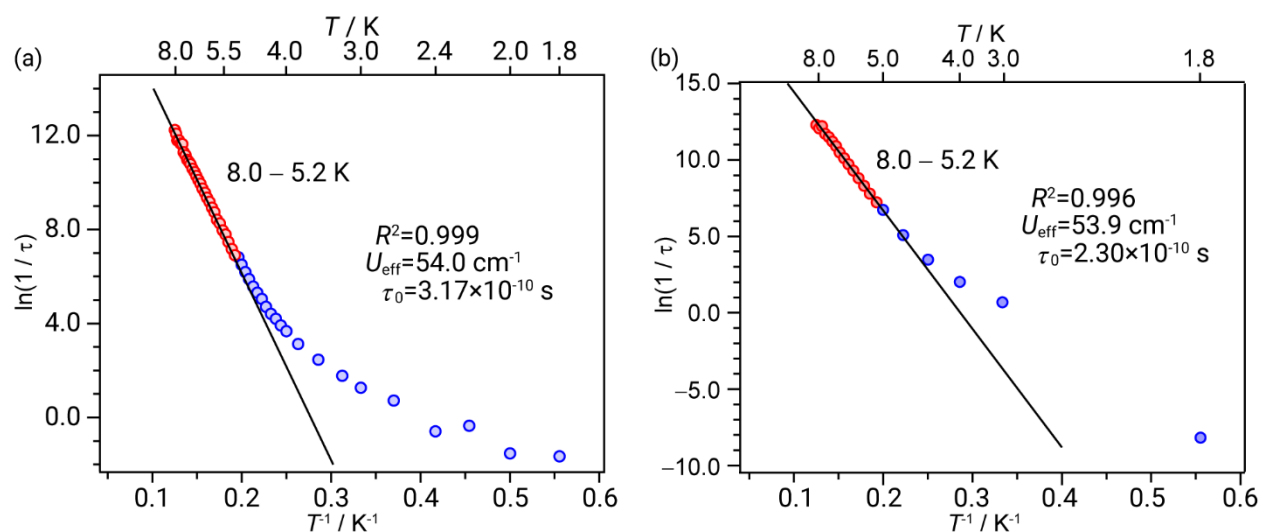 (a)
T / K
8.0 5.5 4.0 3.0 2.4 2.0 1.8
12.0
8.0
4.0
0.0
ln(1 / τ)
8.0 – 5.2 K
R²=0.999
Ueff=54.0 cm⁻¹
τ₀=3.17×10⁻¹⁰ s
0.1 0.2 0.3 0.4 0.5 0.6
T⁻¹ / K⁻¹
(b)
T / K
8.0 5.0 4.0 3.0 1.8
15.0
10.0
5.0
0.0
−5.0
−10.0
ln(1 / τ)
8.0 – 5.2 K
R²=0.996
Ueff=53.9 cm⁻¹
τ₀=2.30×10⁻¹⁰ s
0.1 0.2 0.3 0.4 0.5 0.6
T⁻¹ / K⁻¹